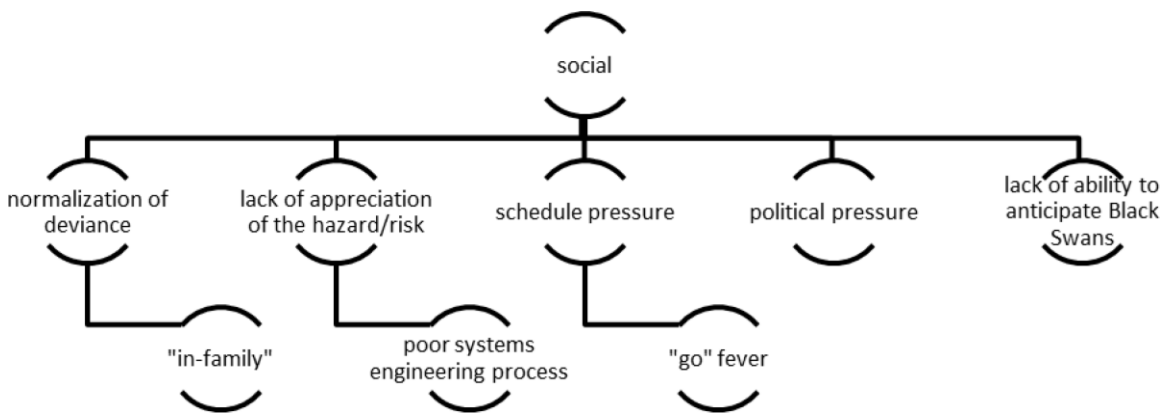 social
normalization of
deviance
lack of appreciation
of the hazard/risk
schedule pressure
political pressure
lack of ability to
anticipate Black
Swans
"in-family"
poor systems
engineering process
"go" fever